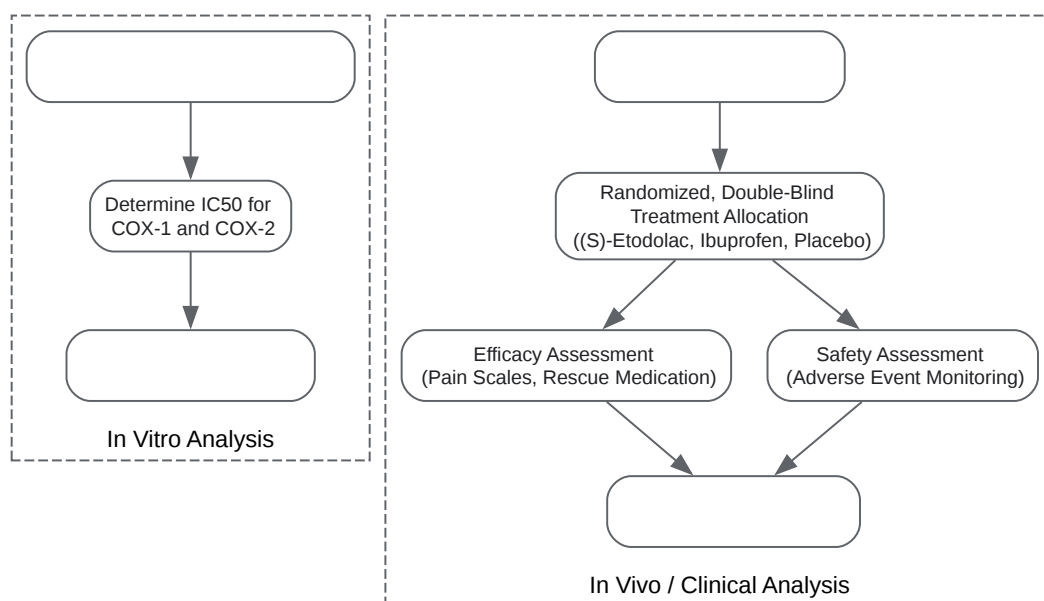 Determine IC50 for
COX-1 and COX-2
In Vitro Analysis
Randomized, Double-Blind
Treatment Allocation
((S)-Etodolac, Ibuprofen, Placebo)
Efficacy Assessment
(Pain Scales, Rescue Medication)
Safety Assessment
(Adverse Event Monitoring)
In Vivo / Clinical Analysis